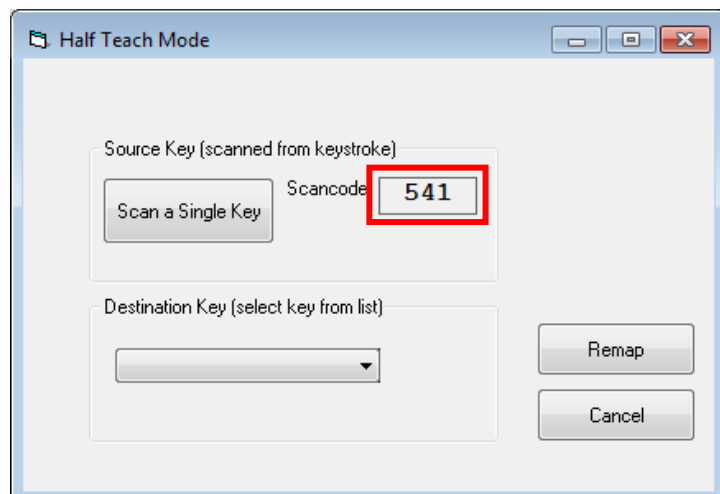 Half Teach Mode
Source Key (scanned from keystroke)
Scan a Single Key
Scancode
541
Destination Key (select key from list)
Remap
Cancel